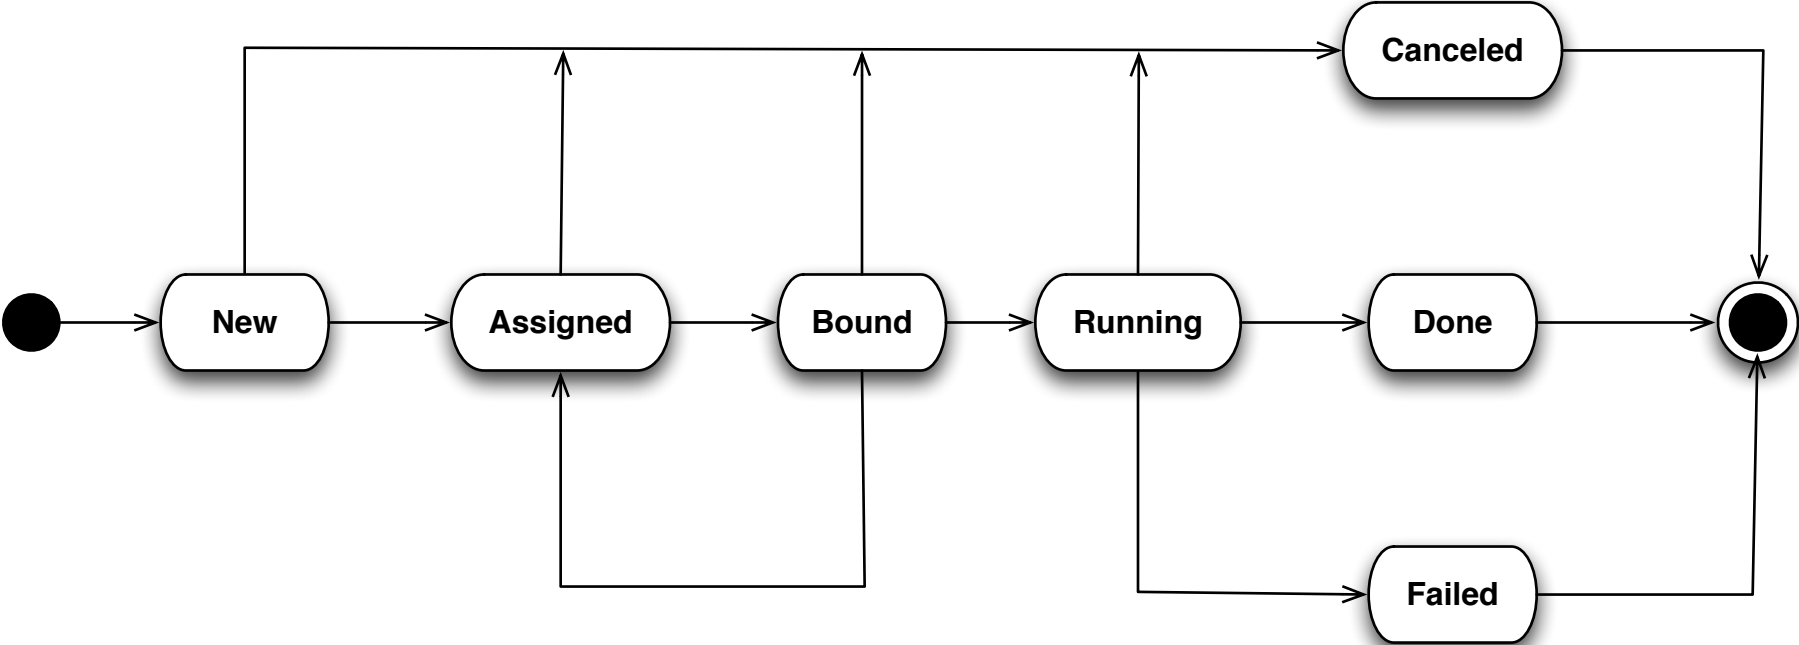 Canceled
New
Assigned
Bound
Running
Done
Failed